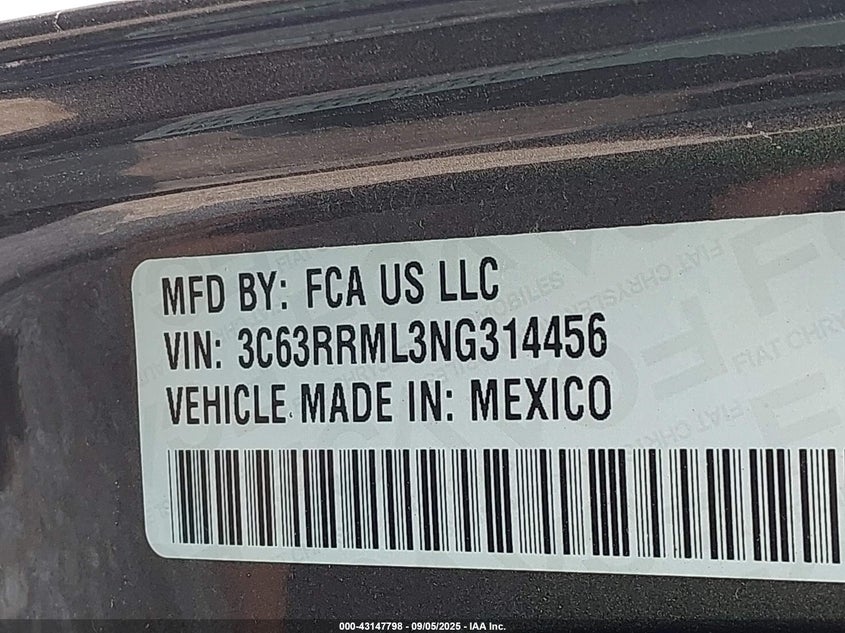 MFD BY: FCA US LLC
VIN: 3C63RRML3NG314456
VEHICLE MADE IN: MEXICO
000-43147798 - 09/05/2025 - IAA Inc.